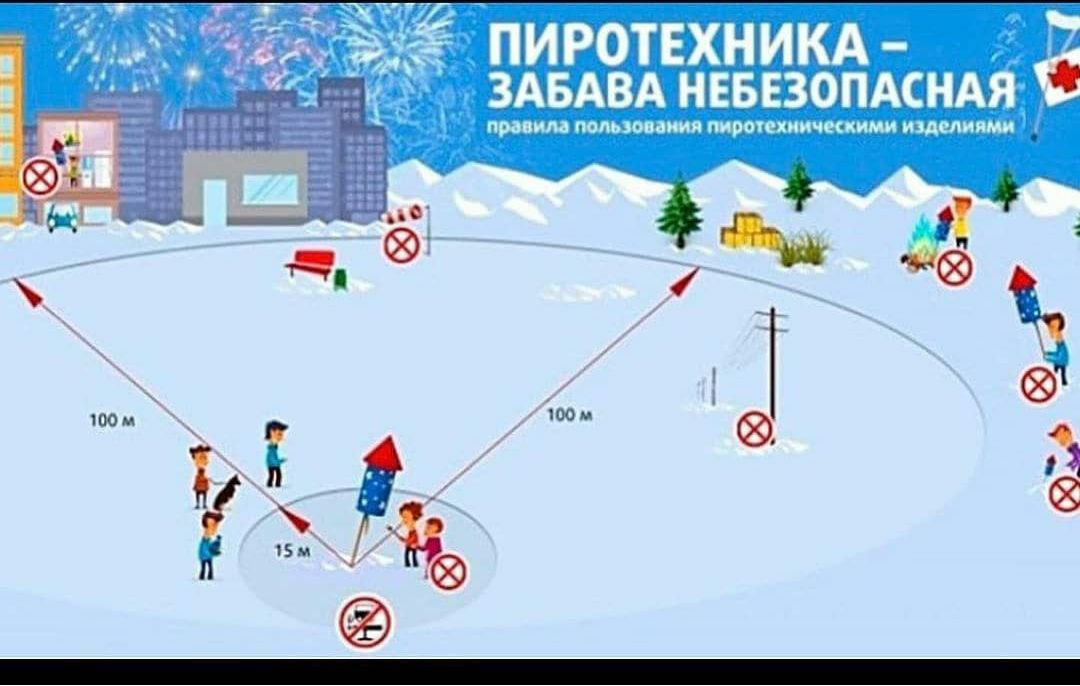 ПИРОТЕХНИКА –
ЗАБАВА НЕБЕЗОПАСНАЯ
правила пользования пиротехническими изделиями
100 м
100 м
15 м